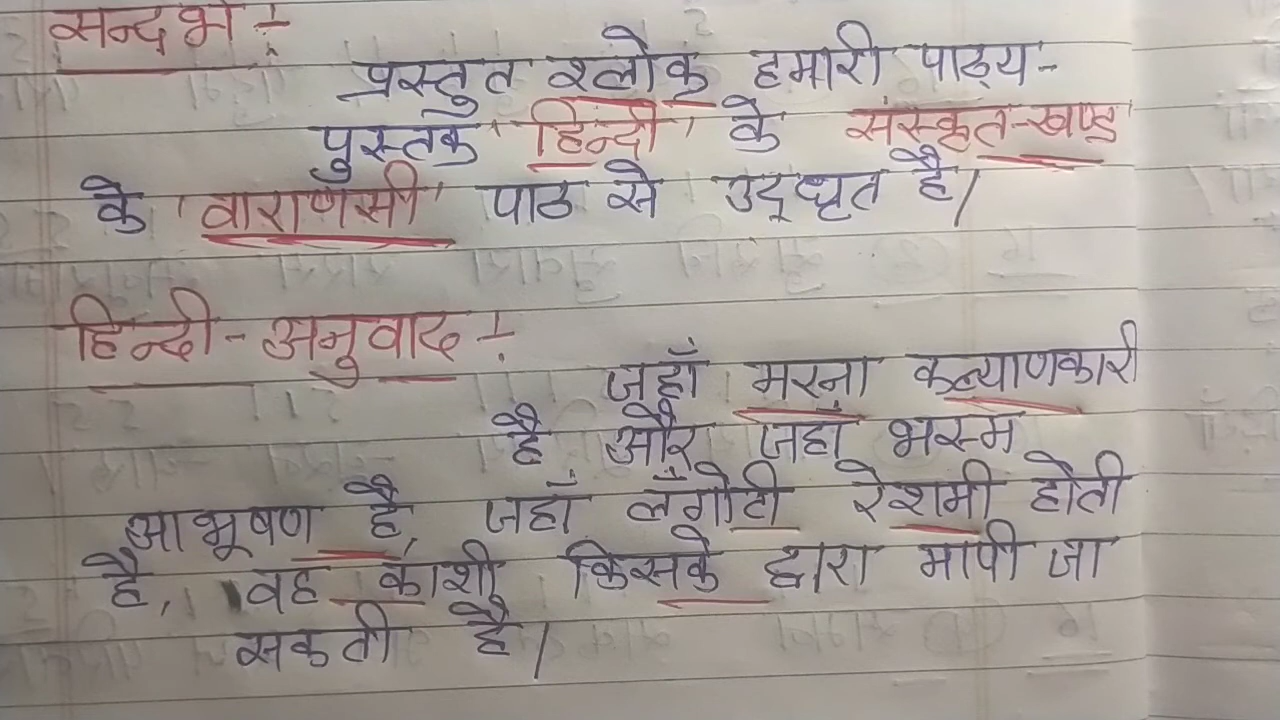 सन्दर्भ :-
प्रस्तुत श्लोक हमारी पाठ्य-
पुस्तक 'हिन्दी' के संस्कृत-खण्ड
के 'वाराणसी' पाठ से उद्धृत है।
हिन्दी-अनुवाद :-
जहाँ मरना कल्याणकारी
है और जहाँ भस्म
आभूषण है, जहाँ लँगोटी रेशमी होती
है, वह काशी किसके द्वारा मापी जा
सकती है।